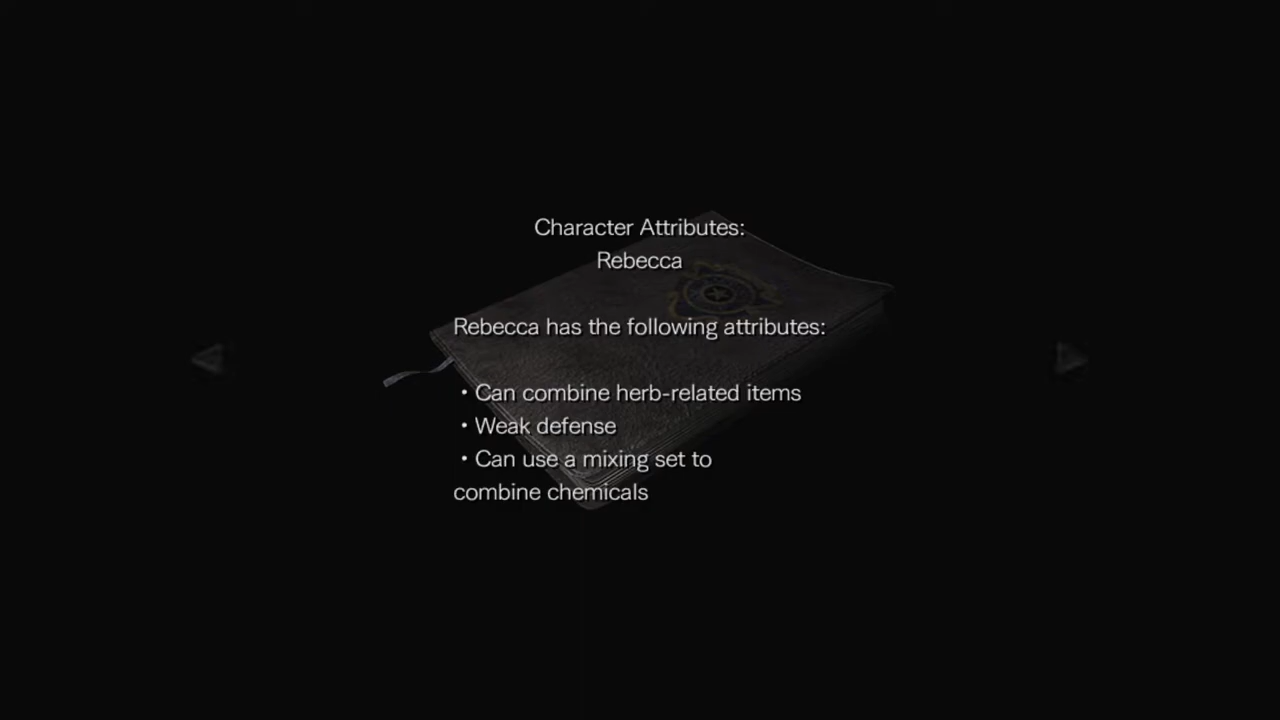 Character Attributes:
Rebecca
Rebecca has the following attributes:
・Can combine herb-related items
・Weak defense
・Can use a mixing set to
combine chemicals